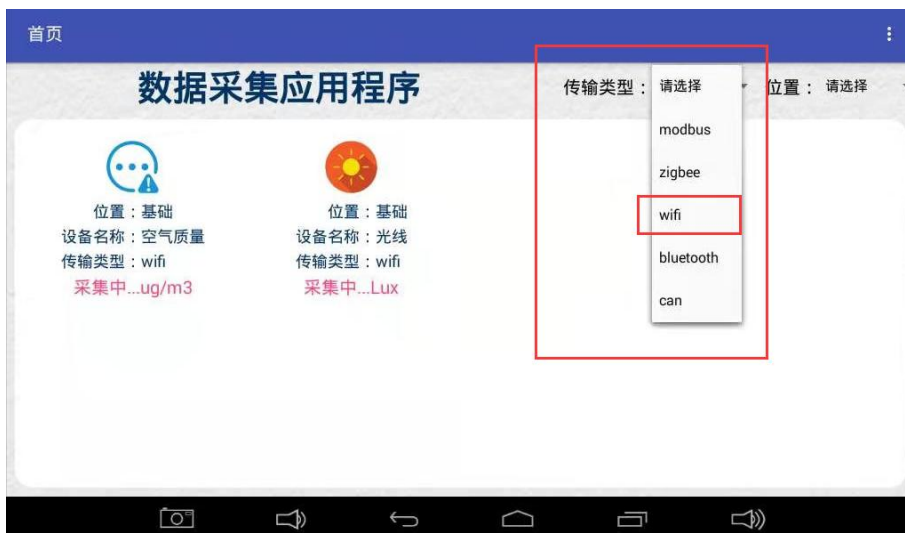 首页
数据采集应用程序
传输类型： 请选择 位置： 请选择
modbus
zigbee
wifi
bluetooth
can
位置：基础
设备名称：空气质量
传输类型：wifi
采集中...ug/m3
位置：基础
设备名称：光线
传输类型：wifi
采集中...Lux